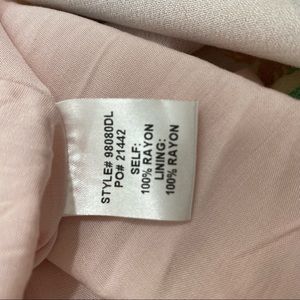 STYLE# 98080DL
PO# 21442
SELF:
100% RAYON
LINING:
100% RAYON